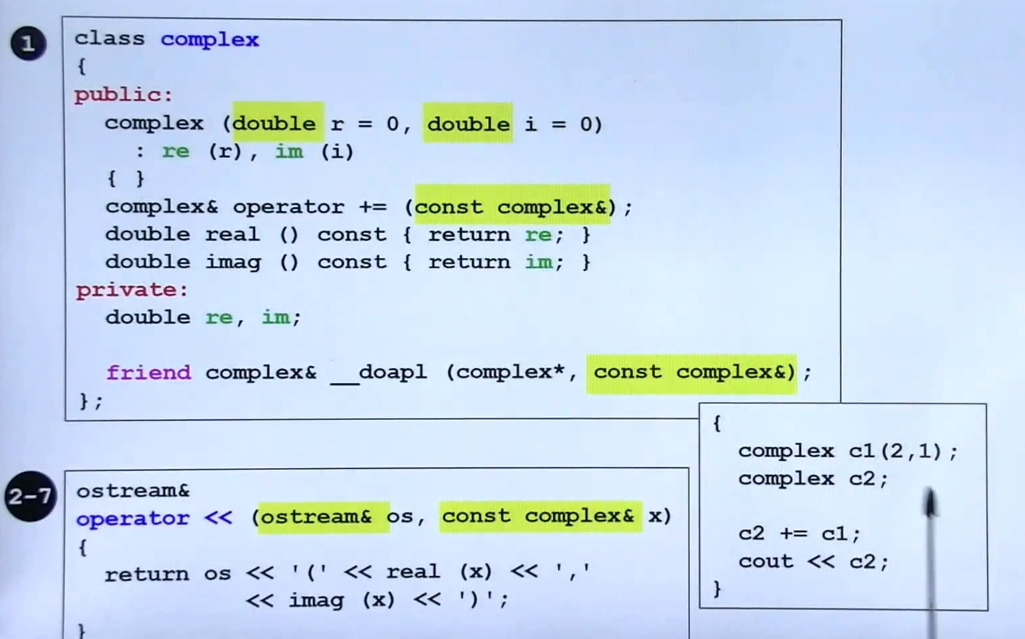 1
class complex
{
public:
complex (double r = 0, double i = 0)
: re (r), im (i)
{ }
complex& operator += (const complex&);
double real () const { return re; }
double imag () const { return im; }
private:
double re, im;
friend complex& __doapl (complex*, const complex&);
};
{
complex c1(2,1);
complex c2;
c2 += c1;
cout << c2;
}
2-7
ostream&
operator << (ostream& os, const complex& x)
{
return os << '(' << real (x) << ','
<< imag (x) << ')';
}